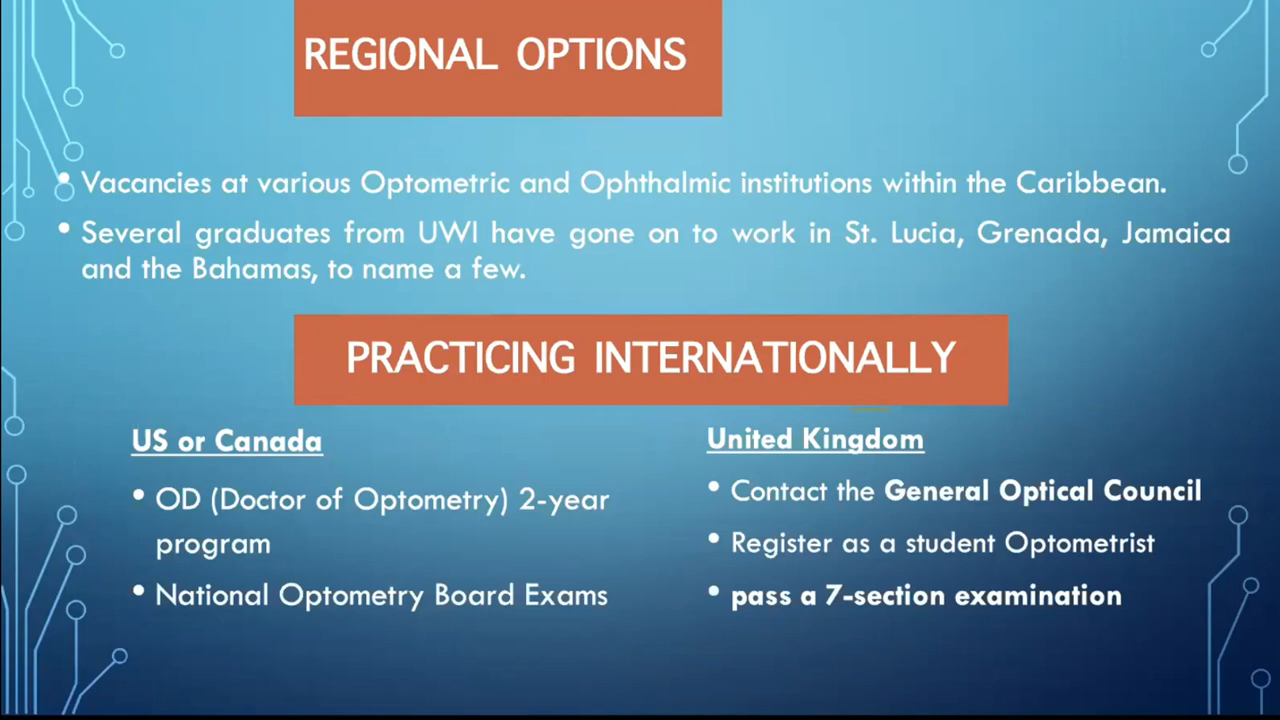 REGIONAL OPTIONS
• Vacancies at various Optometric and Ophthalmic institutions within the Caribbean.
• Several graduates from UWI have gone on to work in St. Lucia, Grenada, Jamaica
and the Bahamas, to name a few.
PRACTICING INTERNATIONALLY
US or Canada
• OD (Doctor of Optometry) 2-year
program
• National Optometry Board Exams
United Kingdom
• Contact the General Optical Council
• Register as a student Optometrist
• pass a 7-section examination